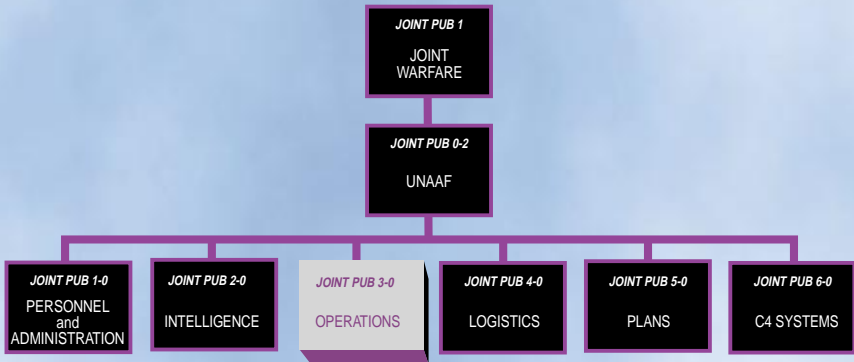 JOINT PUB 1
JOINT
WARFARE
JOINT PUB 0-2
UNAAF
JOINT PUB 1-0
PERSONNEL
and
ADMINISTRATION
JOINT PUB 2-0
INTELLIGENCE
JOINT PUB 3-0
OPERATIONS
JOINT PUB 4-0
LOGISTICS
JOINT PUB 5-0
PLANS
JOINT PUB 6-0
C4 SYSTEMS